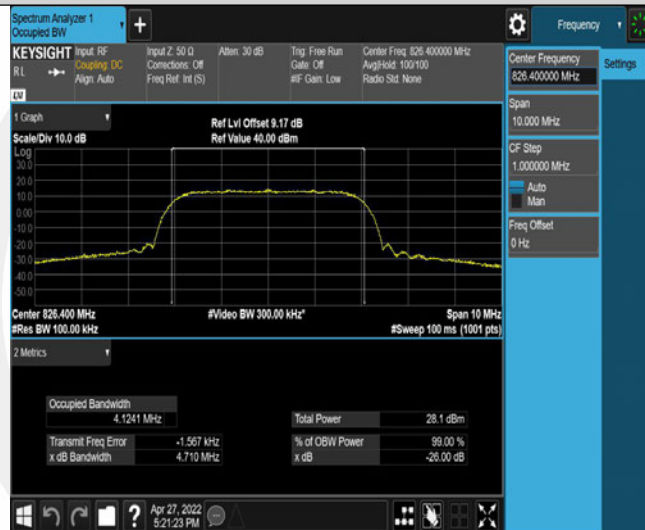 Spectrum Analyzer 1
Occupied BW
Frequency
KEYSIGHT Input: RF
RL
Coupling: DC
Align: Auto
Input Z: 50 Ω
Corrections: Off
Freq Ref: Int (S)
Atten: 30 dB
Trig: Free Run
Gate: Off
#IF Gain: Low
Center Freq: 826.400000 MHz
Avg|Hold: 100/100
Radio Std: None
Center Frequency
826.400000 MHz
Settings
Span
10.000 MHz
CF Step
1.000000 MHz
Auto
Man
Freq Offset
0 Hz
1 Graph
Scale/Div 10.0 dB
Ref Lvl Offset 9.17 dB
Ref Value 40.00 dBm
Log
30.0
20.0
10.0
0.00
-10.0
-20.0
-30.0
-40.0
-50.0
Center 826.400 MHz
#Res BW 100.00 kHz
#Video BW 300.00 kHz*
Span 10 MHz
#Sweep 100 ms (1001 pts)
2 Metrics
Occupied Bandwidth
4.1241 MHz
Total Power 28.1 dBm
Transmit Freq Error -1.567 kHz
% of OBW Power 99.00 %
x dB Bandwidth 4.710 MHz
x dB -26.00 dB
?
Apr 27, 2022
5:21:23 PM